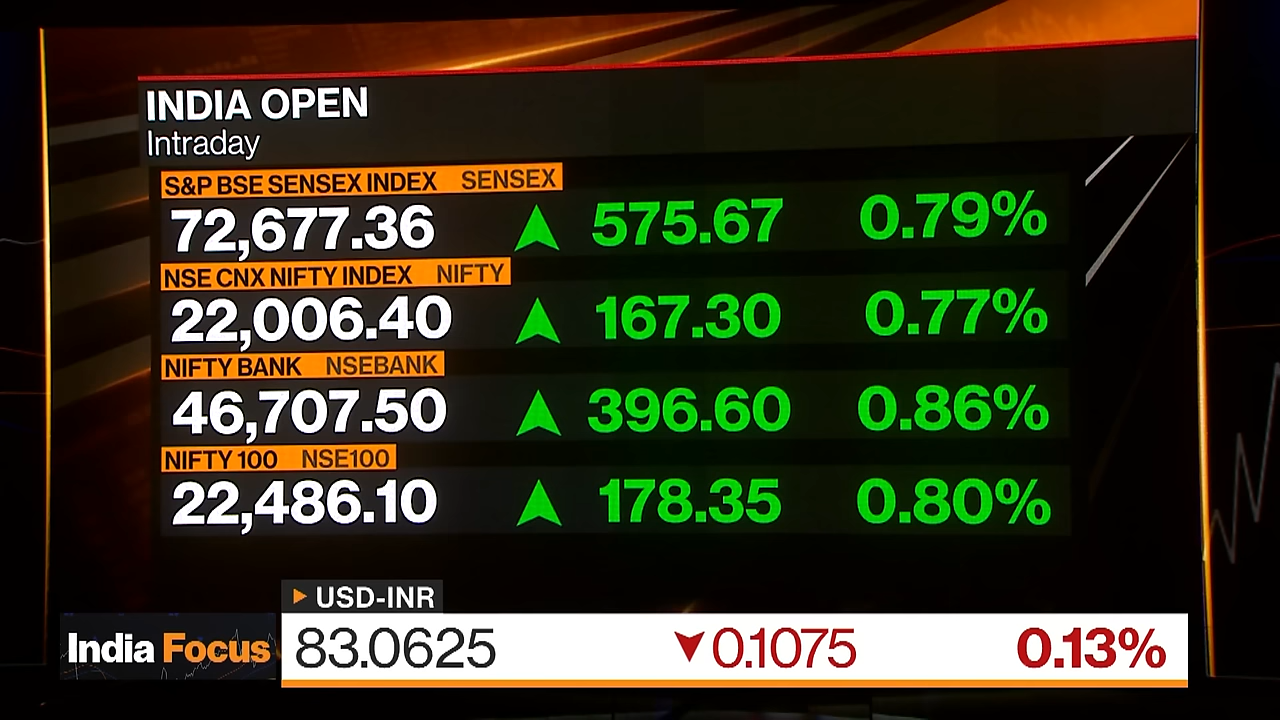 INDIA OPEN
Intraday
S&P BSE SENSEX INDEX SENSEX
72,677.36 ▲ 575.67 0.79%
NSE CNX NIFTY INDEX NIFTY
22,006.40 ▲ 167.30 0.77%
NIFTY BANK NSEBANK
46,707.50 ▲ 396.60 0.86%
NIFTY 100 NSE100
22,486.10 ▲ 178.35 0.80%
USD-INR
India Focus 83.0625 ▼0.1075 0.13%